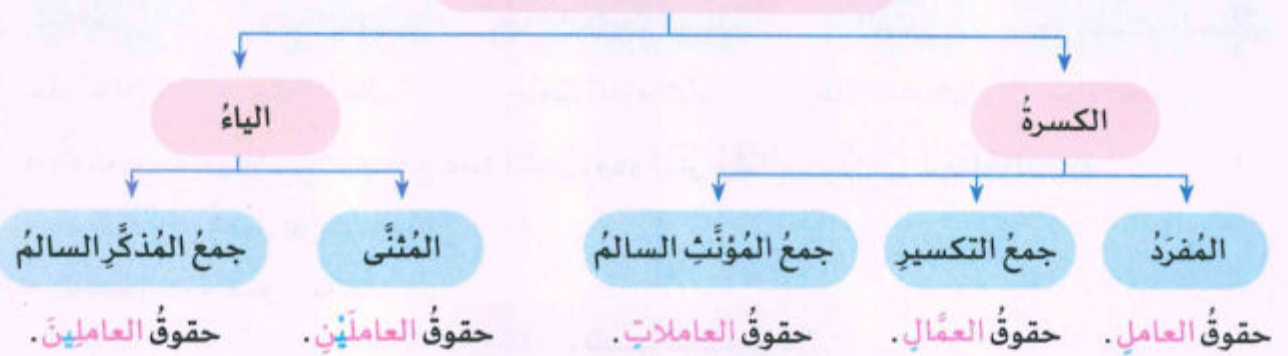 الكسرةُ
الياءُ
المُفرَدُ
جمعُ التكسيرِ
جمعُ المُؤنَّثِ السالمُ
المُثنَّى
جمعُ المُذكَّرِ السالمُ
حقوقُ العاملِ.
حقوقُ العمَّالِ.
حقوقُ العاملاتِ.
حقوقُ العاملَيْنِ.
حقوقُ العاملِينَ.